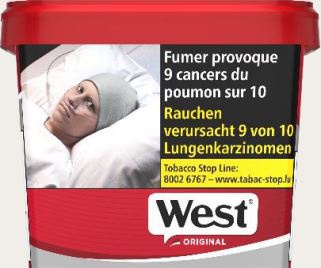 Fumer provoque
9 cancers du
poumon sur 10
Rauchen
verursacht 9 von 10
Lungenkarzinomen
Tobacco Stop Line:
8002 6767 – www.tabac-stop.lu
West®
ORIGINAL